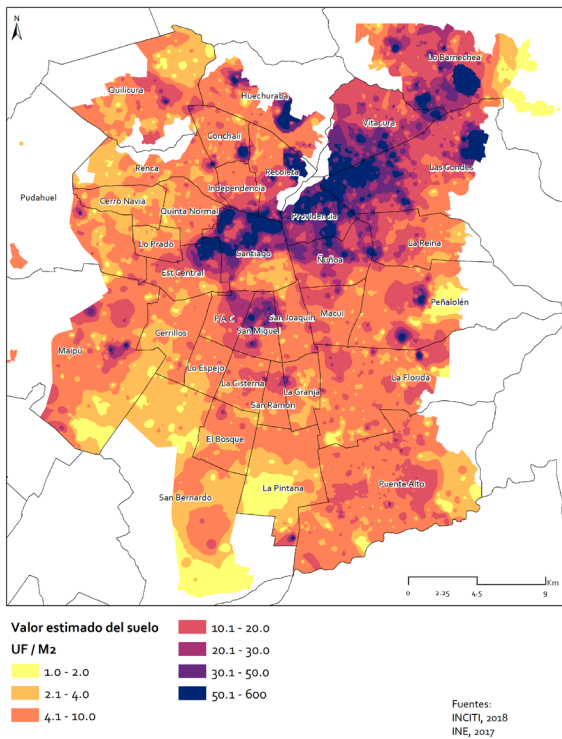 N
Lo Barnechea
Quilicura
Huechuraba
Vitacura
Conchalí
Renca
Recoleta
Las Condes
Independencia
Pudahuel
Cerro Navia
Quinta Normal
Providencia
Lo Prado
La Reina
Santiago
Ñuñoa
Est Central
Peñalolén
P A C
San Joaquín
Macul
Cerrillos
San Miguel
Maipú
Lo Espejo
La Cisterna
La Granja
La Florida
San Ramón
El Bosque
La Pintana
Puente Alto
San Bernardo
Km
0 2.25 4.5 9
Valor estimado del suelo
UF / M2
1.0 - 2.0
2.1 - 4.0
4.1 - 10.0
10.1 - 20.0
20.1 - 30.0
30.1 - 50.0
50.1 - 600
Fuentes:
INCITI, 2018
INE, 2017